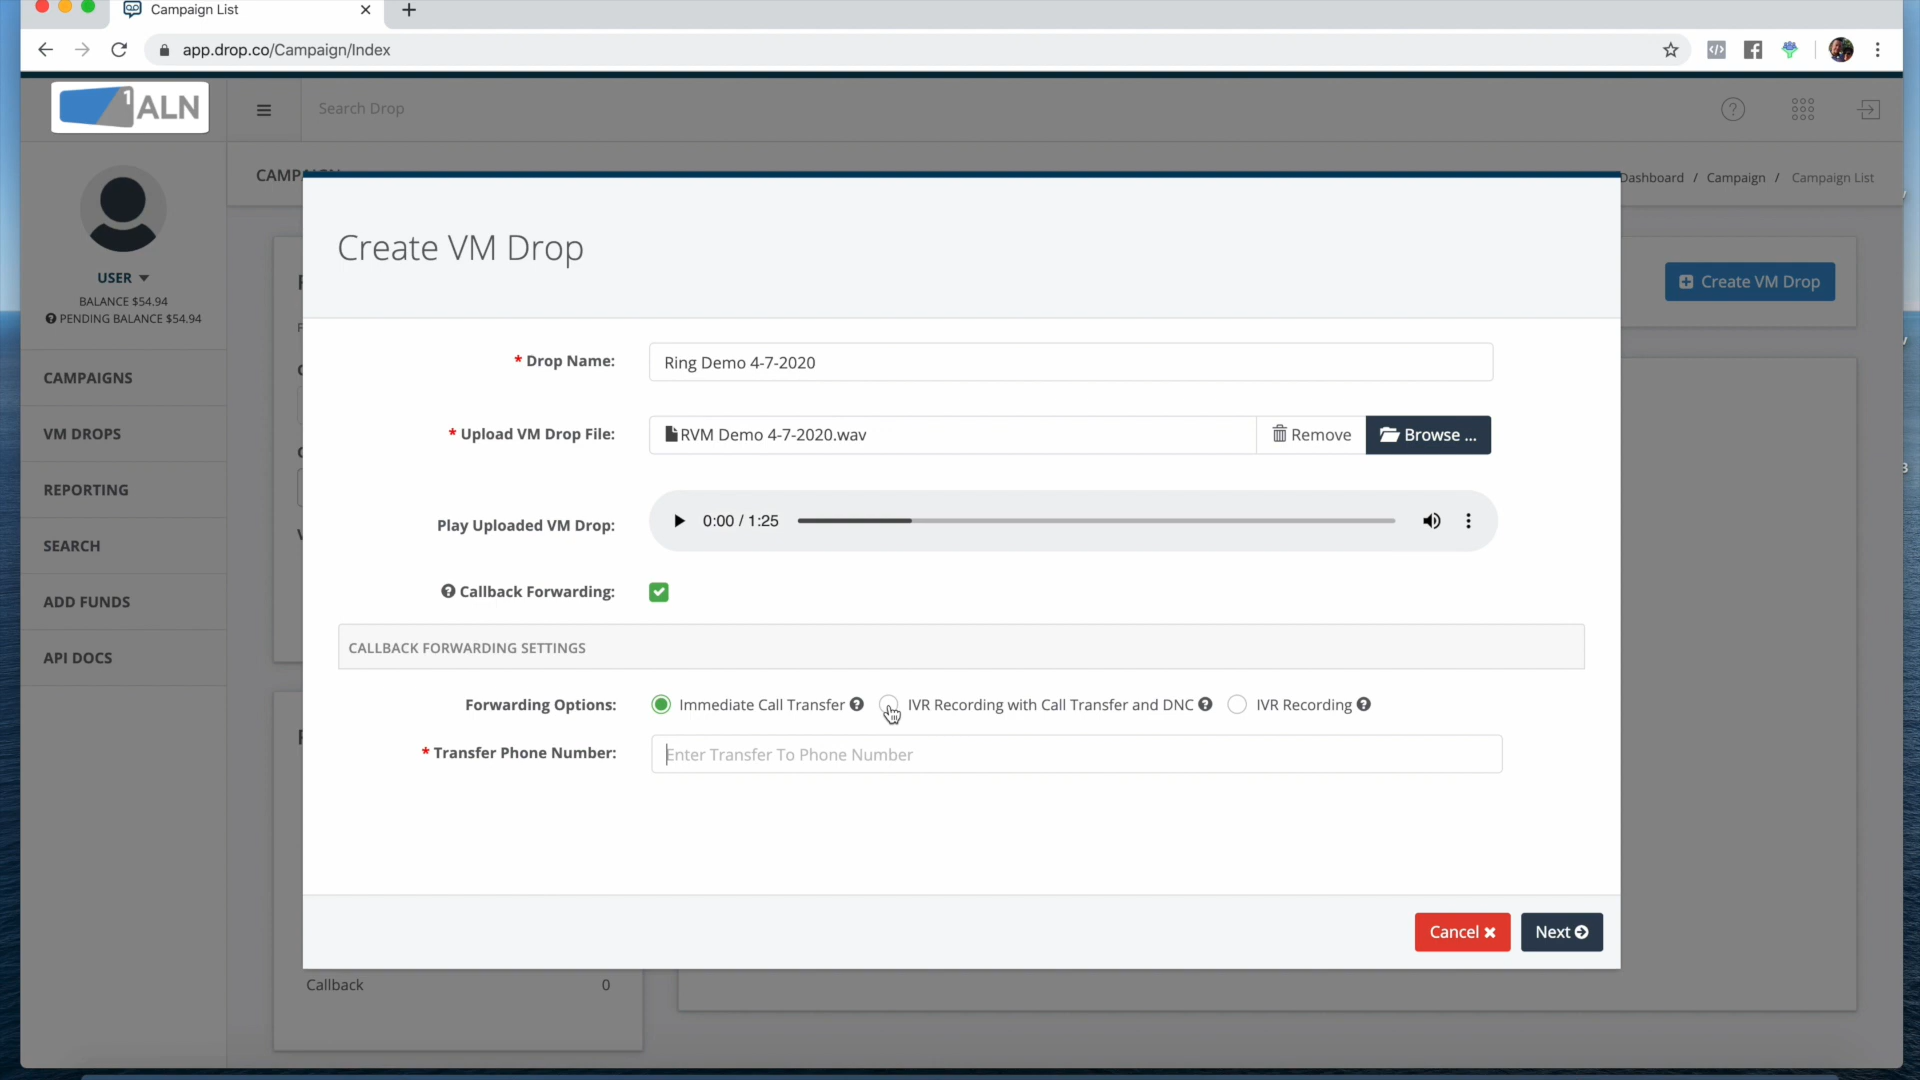 Campaign List
app.drop.co/Campaign/Index
1 ALN
Search Drop
CAMPAIGN
Dashboard / Campaign / Campaign List
USER
BALANCE $54.94
PENDING BALANCE $54.94
CAMPAIGNS
VM DROPS
REPORTING
SEARCH
ADD FUNDS
API DOCS
Create VM Drop
Create VM Drop
* Drop Name:
Ring Demo 4-7-2020
* Upload VM Drop File:
RVM Demo 4-7-2020.wav
Remove
Browse ...
Play Uploaded VM Drop:
0:00 / 1:25
Callback Forwarding:
CALLBACK FORWARDING SETTINGS
Forwarding Options:
Immediate Call Transfer
IVR Recording with Call Transfer and DNC
IVR Recording
* Transfer Phone Number:
Enter Transfer To Phone Number
Cancel
Next
Callback 0